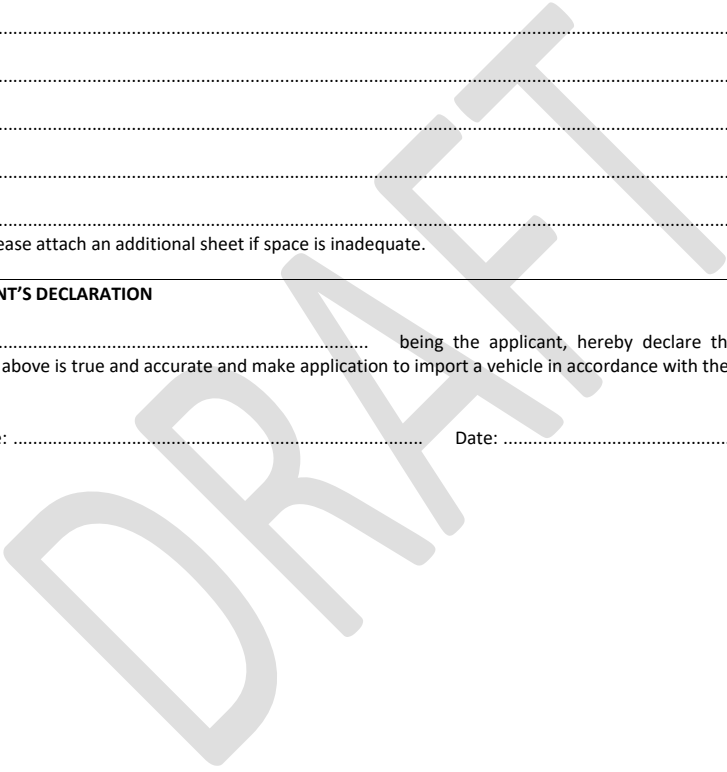 ease attach an additional sheet if space is inadequate.
NT'S DECLARATION
.......... being the applicant, hereby declare th
above is true and accurate and make application to import a vehicle in accordance with the
e: .......... Date: ..........
DRAFT